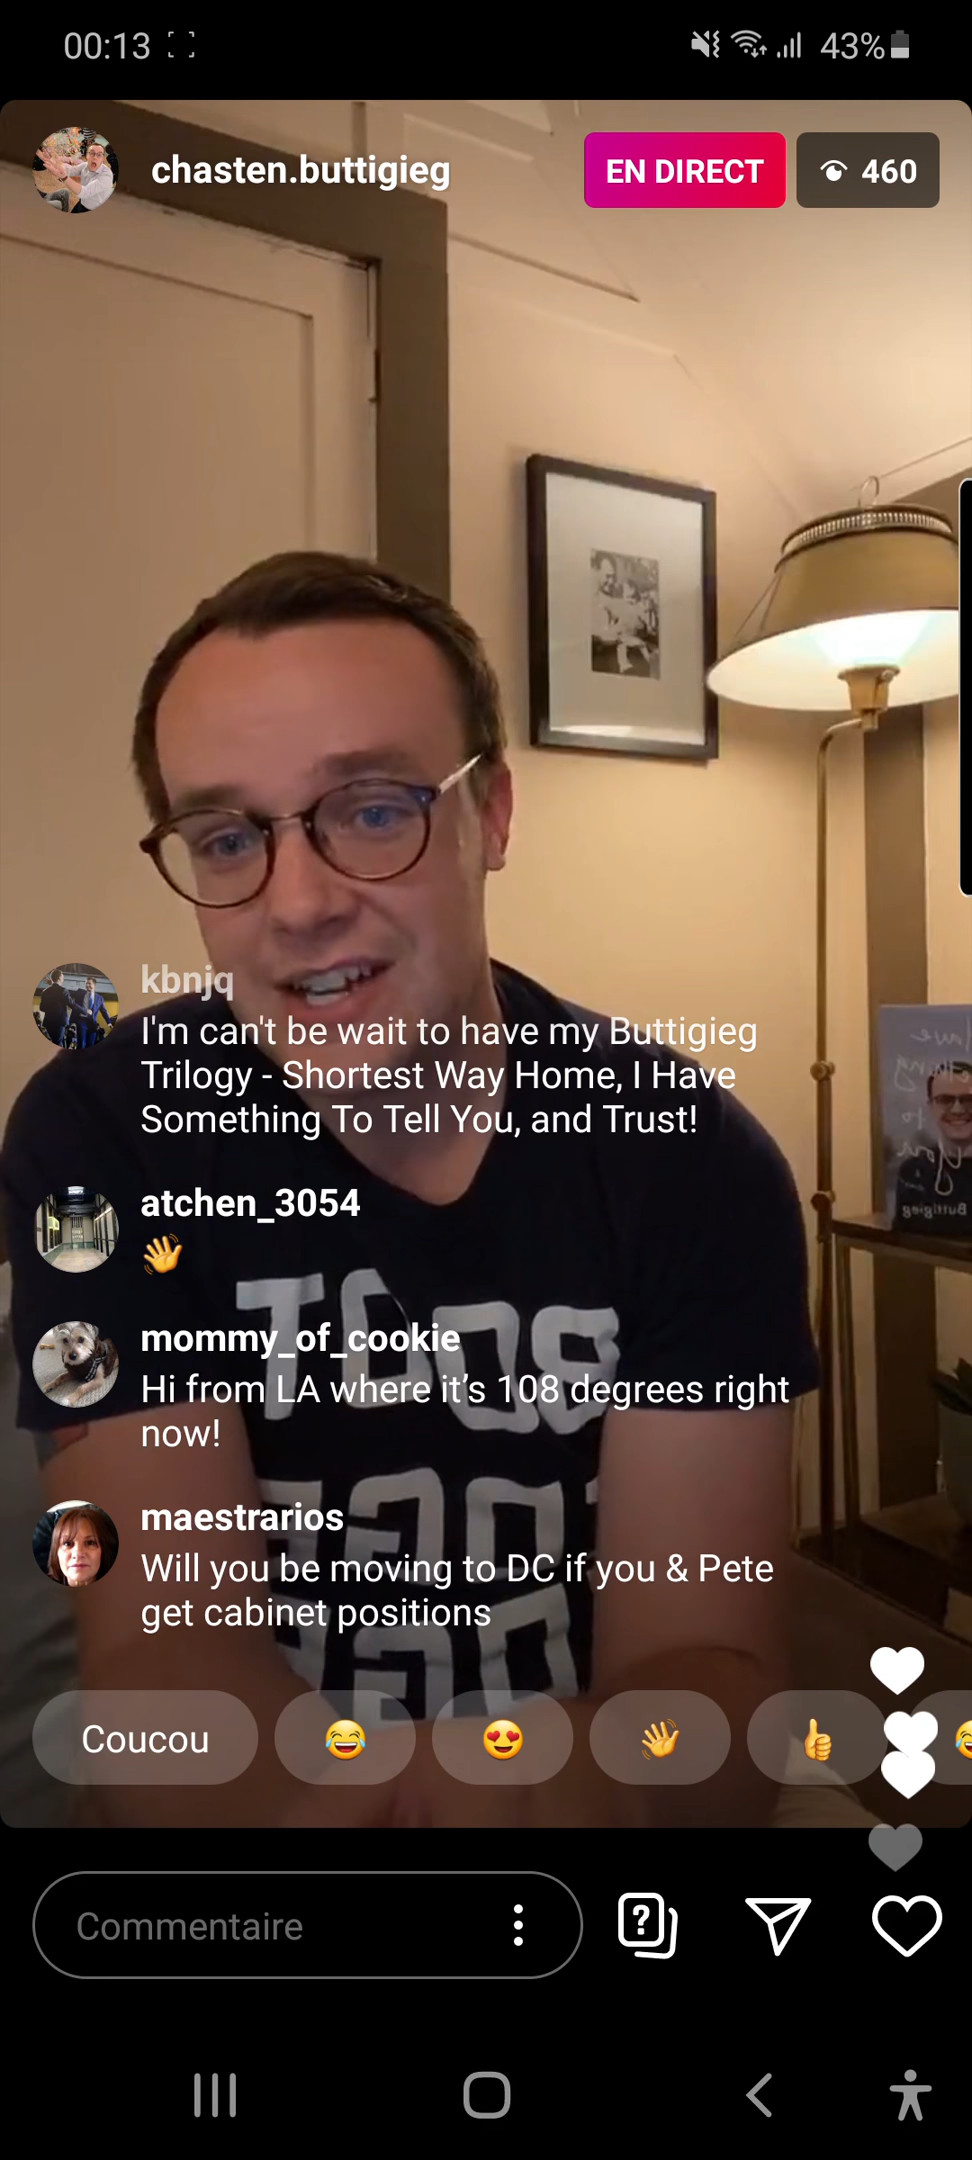 00:13
43%
chasten.buttigieg
EN DIRECT
460
kbnjq
I'm can't be wait to have my Buttigieg
Trilogy - Shortest Way Home, I Have
Something To Tell You, and Trust!
Buttigieg
atchen_3054
👋
BOOT
mommy_of_cookie
Hi from LA where it’s 108 degrees right
now!
maestrarios
Will you be moving to DC if you & Pete
get cabinet positions
Coucou
😂
😍
👋
👍
Commentaire